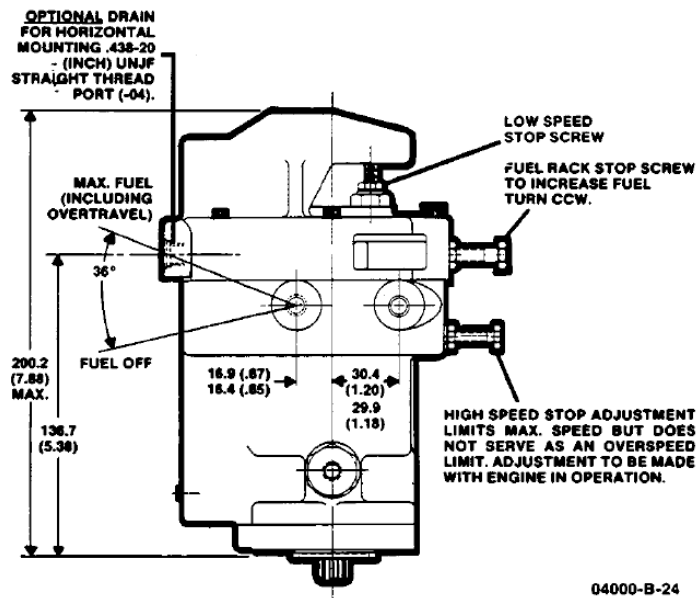 OPTIONAL DRAIN
FOR HORIZONTAL
MOUNTING .438-20
- (INCH) UNJF
STRAIGHT THREAD
PORT (-04).
LOW SPEED
STOP SCREW
FUEL RACK STOP SCREW
TO INCREASE FUEL
TURN CCW.
MAX. FUEL
(INCLUDING
OVERTRAVEL)
36°
FUEL OFF
200.2
(7.88)
MAX.
136.7
(5.38)
16.9 (.67)
16.4 (.65)
30.4
(1.20)
29.9
(1.18)
HIGH SPEED STOP ADJUSTMENT
LIMITS MAX. SPEED BUT DOES
NOT SERVE AS AN OVERSPEED
LIMIT. ADJUSTMENT TO BE MADE
WITH ENGINE IN OPERATION.
04000-B-24